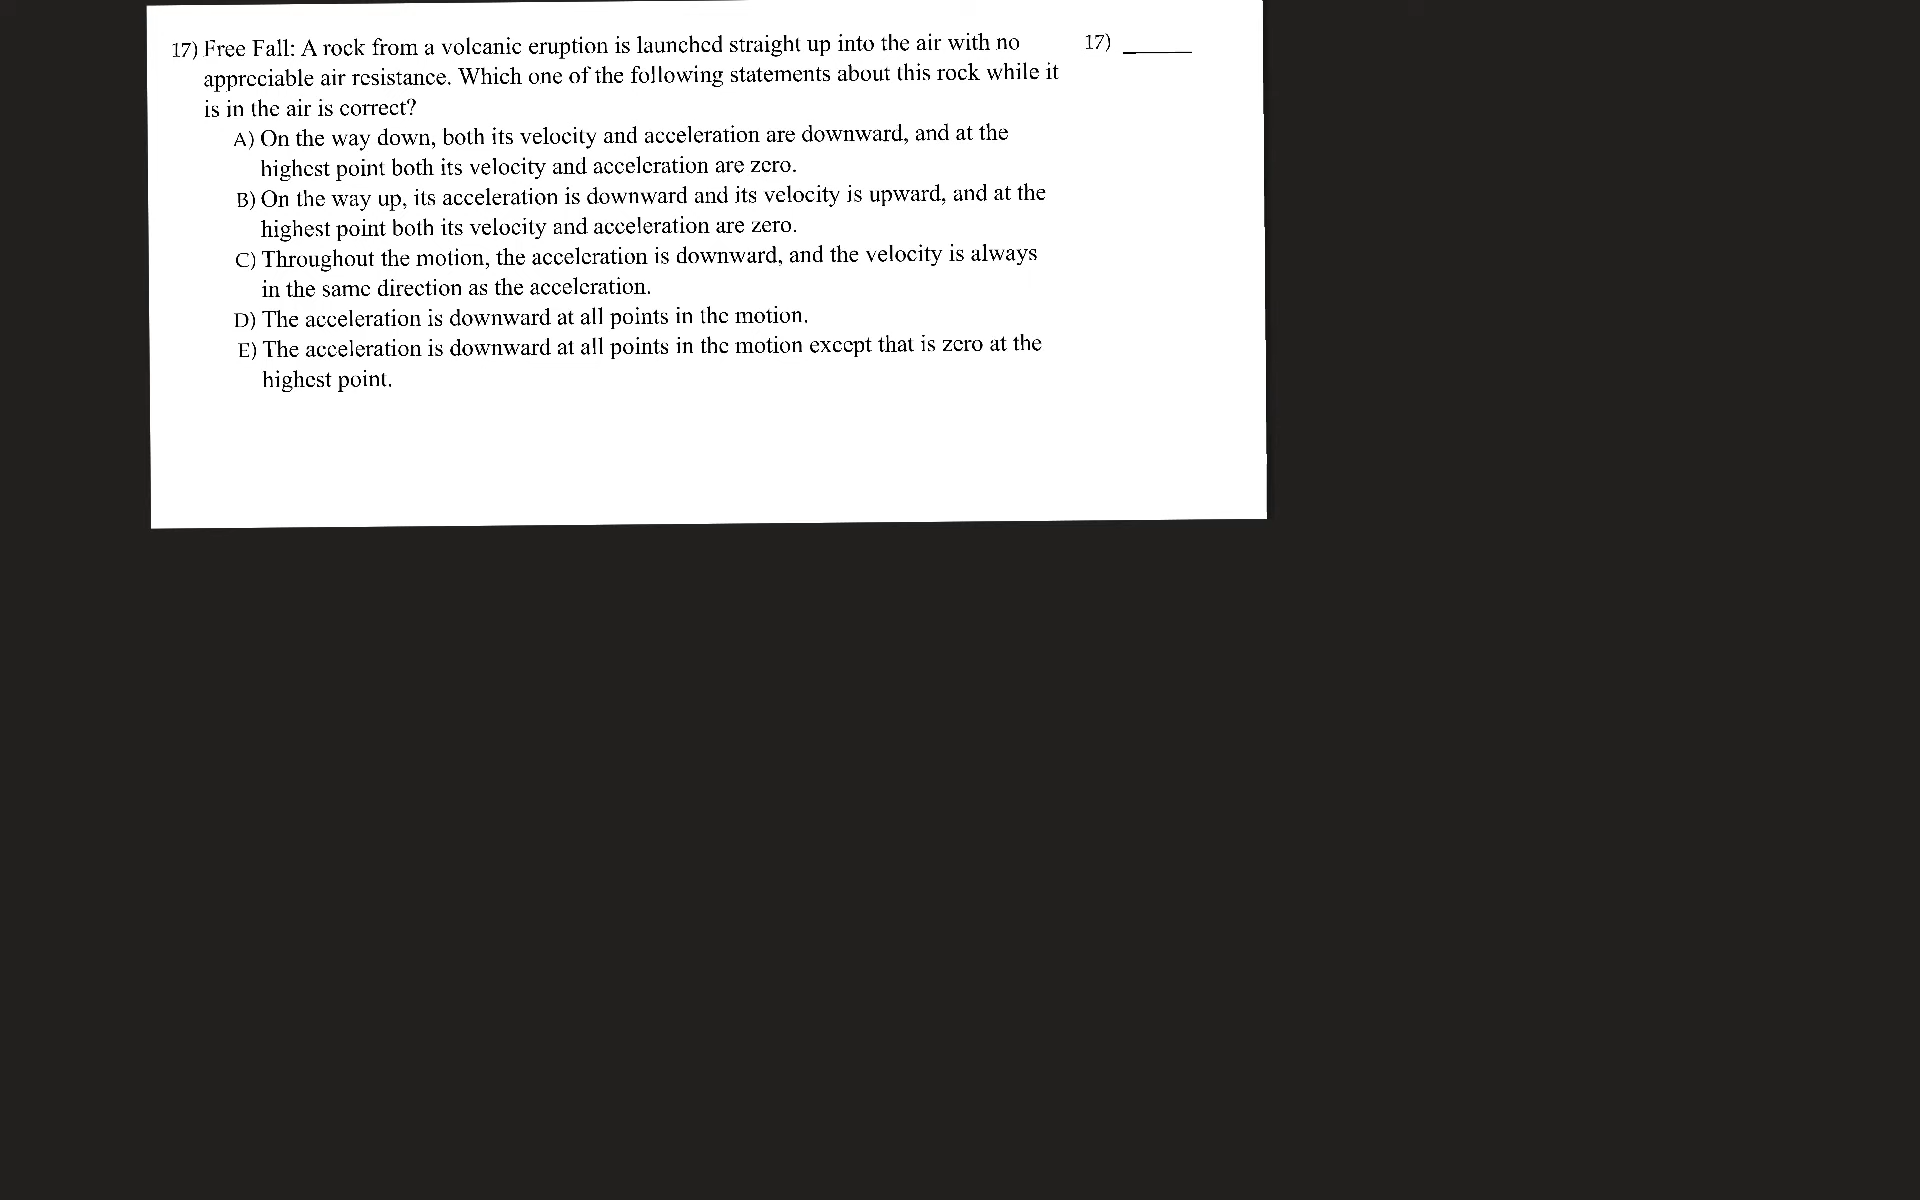 17) Free Fall: A rock from a volcanic eruption is launched straight up into the air with no 17) ______
appreciable air resistance. Which one of the following statements about this rock while it
is in the air is correct?
A) On the way down, both its velocity and acceleration are downward, and at the
highest point both its velocity and acceleration are zero.
B) On the way up, its acceleration is downward and its velocity is upward, and at the
highest point both its velocity and acceleration are zero.
C) Throughout the motion, the acceleration is downward, and the velocity is always
in the same direction as the acceleration.
D) The acceleration is downward at all points in the motion.
E) The acceleration is downward at all points in the motion except that is zero at the
highest point.